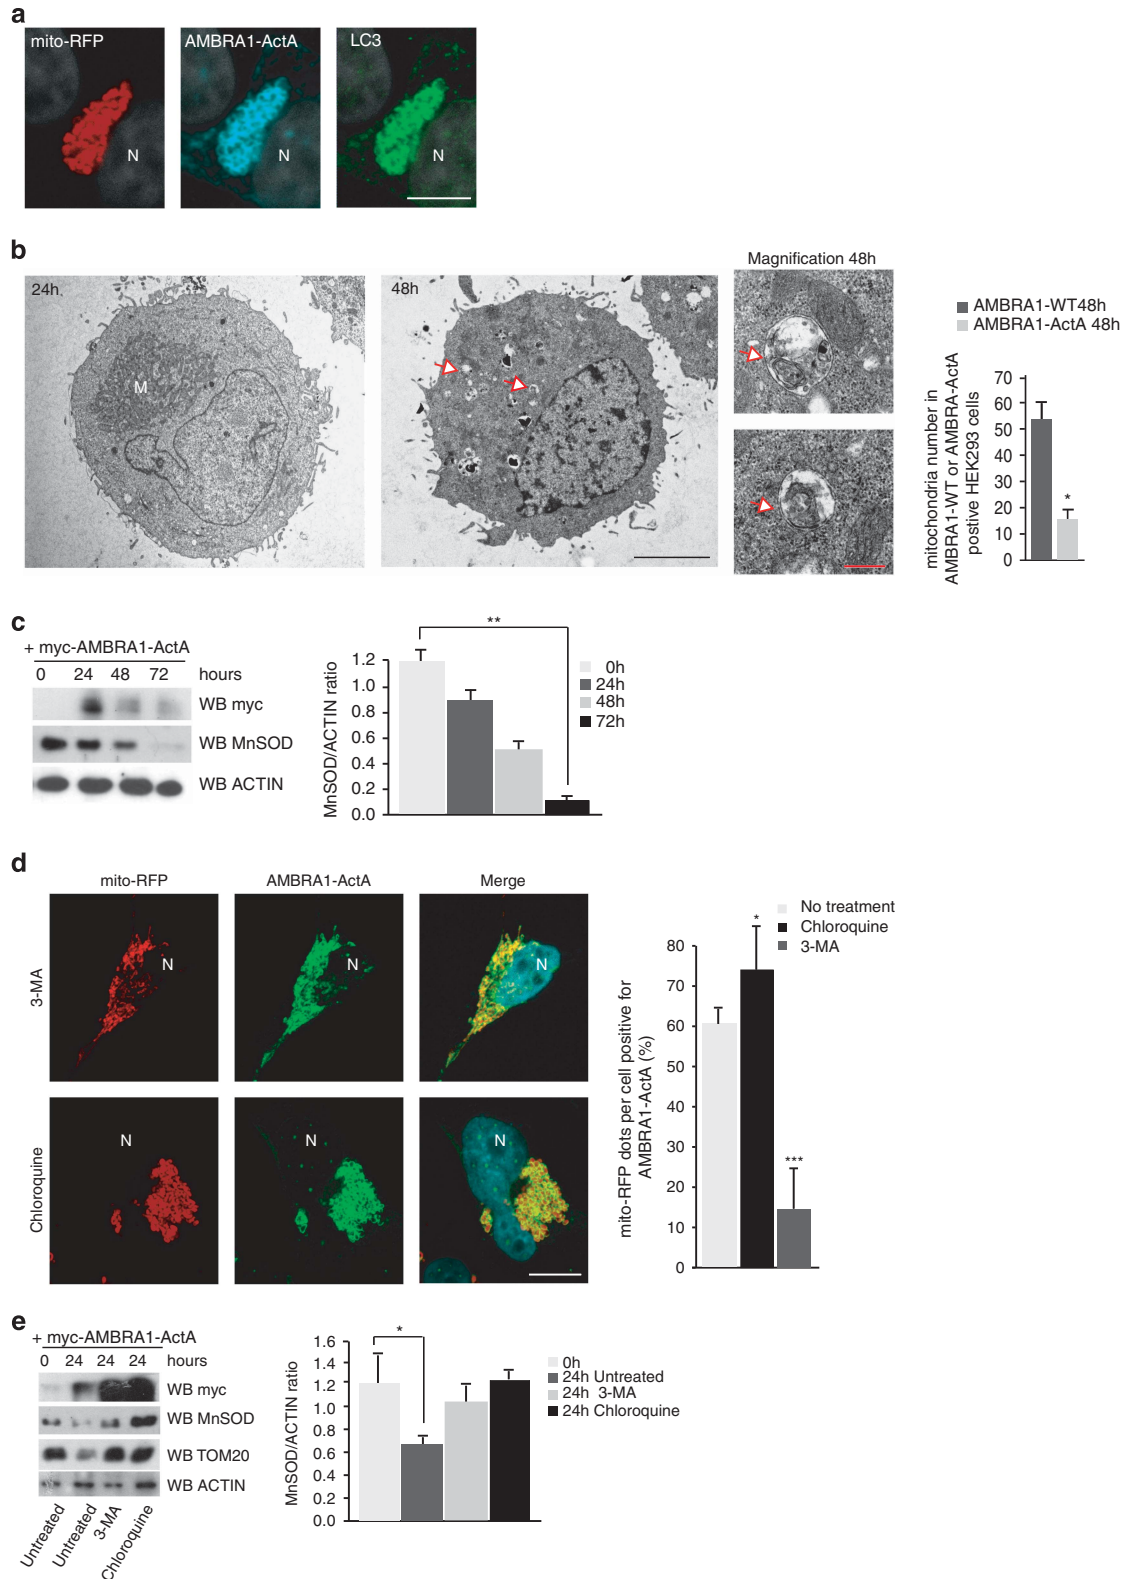 a
mito-RFP
AMBRA1-ActA
LC3
N
N
N
b
24h
M
48h
Magnification 48h
AMBRA1-WT48h
AMBRA1-ActA 48h
mitochondria number in
AMBRA1-WT or AMBRA-ActA
postive HEK293 cells
70
60
50
40
30
20
10
0
*
c
+ myc-AMBRA1-ActA
0 24 48 72 hours
WB myc
WB MnSOD
WB ACTIN
MnSOD/ACTIN ratio
1.2
1.0
0.8
0.6
0.4
0.2
0.0
**
0h
24h
48h
72h
d
mito-RFP
AMBRA1-ActA
Merge
3-MA
N
N
N
Chloroquine
N
N
N
mito-RFP dots per cell positive for
AMBRA1-ActA (%)
80
70
60
50
40
30
20
10
0
*
***
No treatment
Chloroquine
3-MA
e
+ myc-AMBRA1-ActA
0 24 24 24 hours
WB myc
WB MnSOD
WB TOM20
WB ACTIN
Untreated
Untreated
3-MA
Chloroquine
MnSOD/ACTIN ratio
1.6
1.4
1.2
1.0
0.8
0.6
0.4
0.2
0.0
*
0h
24h Untreated
24h 3-MA
24h Chloroquine